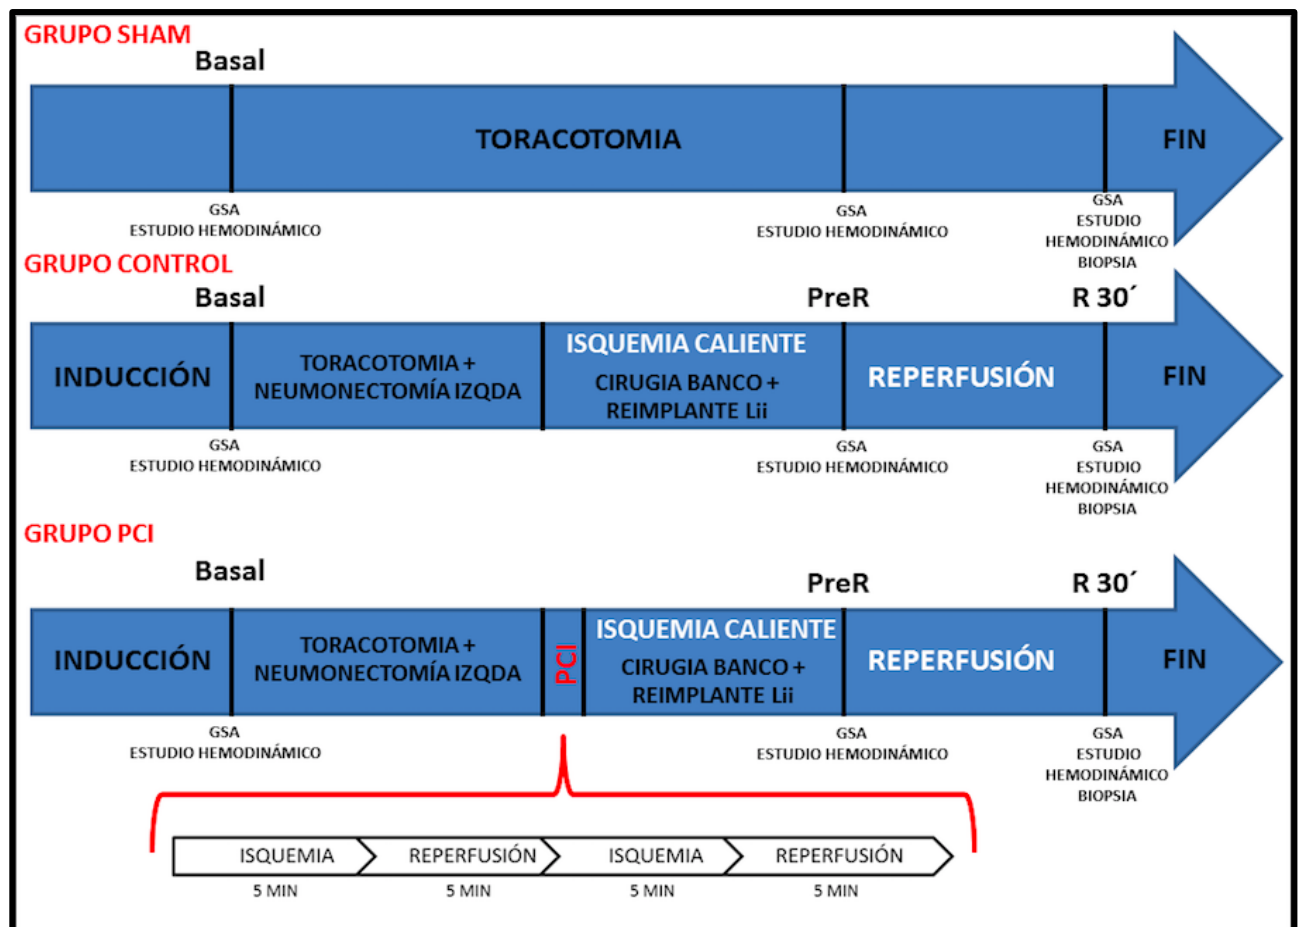 GRUPO SHAM
Basal
TORACOTOMIA
FIN
GSA
ESTUDIO HEMODINÁMICO
GSA
ESTUDIO HEMODINÁMICO
GSA
ESTUDIO
HEMODINÁMICO
BIOPSIA
GRUPO CONTROL
Basal
PreR
R 30´
INDUCCIÓN
TORACOTOMIA +
NEUMONECTOMÍA IZQDA
ISQUEMIA CALIENTE
CIRUGIA BANCO +
REIMPLANTE Lii
REPERFUSIÓN
FIN
GSA
ESTUDIO HEMODINÁMICO
GSA
ESTUDIO HEMODINÁMICO
GSA
ESTUDIO
HEMODINÁMICO
BIOPSIA
GRUPO PCI
Basal
PreR
R 30´
INDUCCIÓN
TORACOTOMIA +
NEUMONECTOMÍA IZQDA
PCI
ISQUEMIA CALIENTE
CIRUGIA BANCO +
REIMPLANTE Lii
REPERFUSIÓN
FIN
GSA
ESTUDIO HEMODINÁMICO
GSA
ESTUDIO HEMODINÁMICO
GSA
ESTUDIO
HEMODINÁMICO
BIOPSIA
ISQUEMIA
REPERFUSIÓN
ISQUEMIA
REPERFUSIÓN
5 MIN
5 MIN
5 MIN
5 MIN